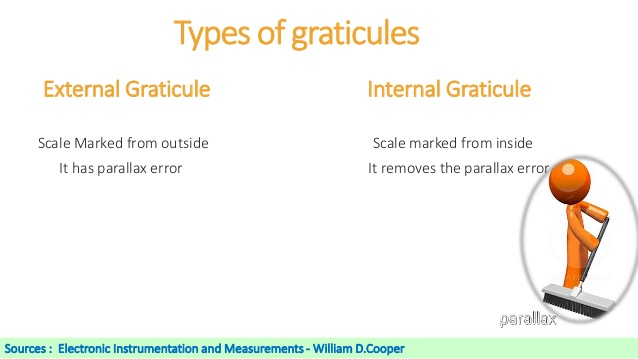 Types of graticules
External Graticule
Internal Graticule
Scale Marked from outside
It has parallax error
Scale marked from inside
It removes the parallax error
parallax
Sources : Electronic Instrumentation and Measurements - William D.Cooper